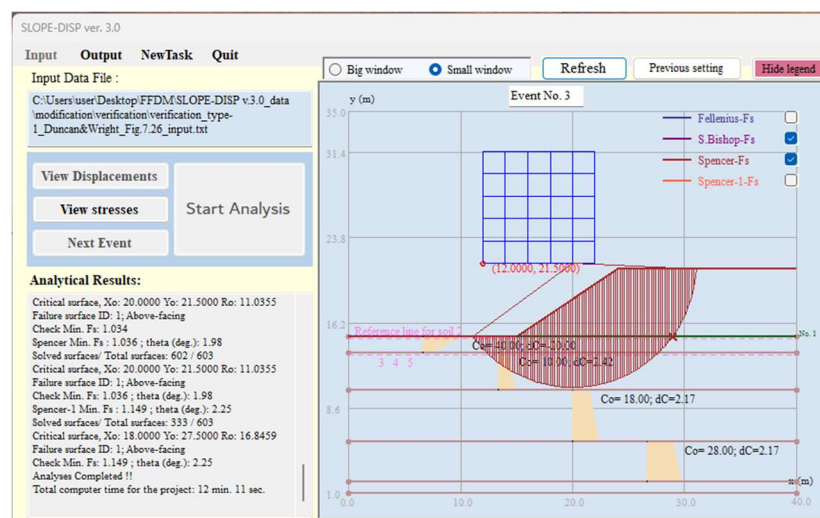 SLOPE-DISP ver. 3.0
Input Output NewTask Quit
Input Data File :
C:\Users\user\Desktop\FFDM\SLOPE-DISP v.3.0_data
\modification\verification\verification_type-
1_Duncan&Wright_Fig.7.26_input.txt
View Displacements
View stresses
Next Event
Start Analysis
Analytical Results:
Critical surface, Xo: 20.0000 Yo: 21.5000 Ro: 11.0355
Failure surface ID: 1; Above-facing
Check Min. Fs: 1.034
Spencer Min. Fs : 1.036 ; theta (deg.): 1.98
Solved surfaces/ Total surfaces: 602 / 603
Critical surface, Xo: 20.0000 Yo: 21.5000 Ro: 11.0355
Failure surface ID: 1; Above-facing
Check Min. Fs: 1.036 ; theta (deg.): 1.98
Spencer-1 Min. Fs : 1.149 ; theta (deg.): 2.25
Solved surfaces/ Total surfaces: 333 / 603
Critical surface, Xo: 18.0000 Yo: 27.5000 Ro: 16.8459
Failure surface ID: 1; Above-facing
Check Min. Fs: 1.149 ; theta (deg.): 2.25
Analyses Completed !!
Total computer time for the project: 12 min. 11 sec.
Big window Small window Refresh Previous setting Hide legend
y (m)
Event No. 3
35.0
Fellenius-Fs
S.Bishop-Fs
Spencer-Fs
Spencer-1-Fs
31.4
23.8
(12.0000, 21.5000)
16.2
Reference line for soil 2
No. 1
Co= 40.00; dC=-20.00
3 4 5
Co= 10.00; dC=3.42
Co= 18.00; dC=2.17
8.6
Co= 28.00; dC=2.17
x (m)
1.0
0.0 10.0 20.0 30.0 40.0